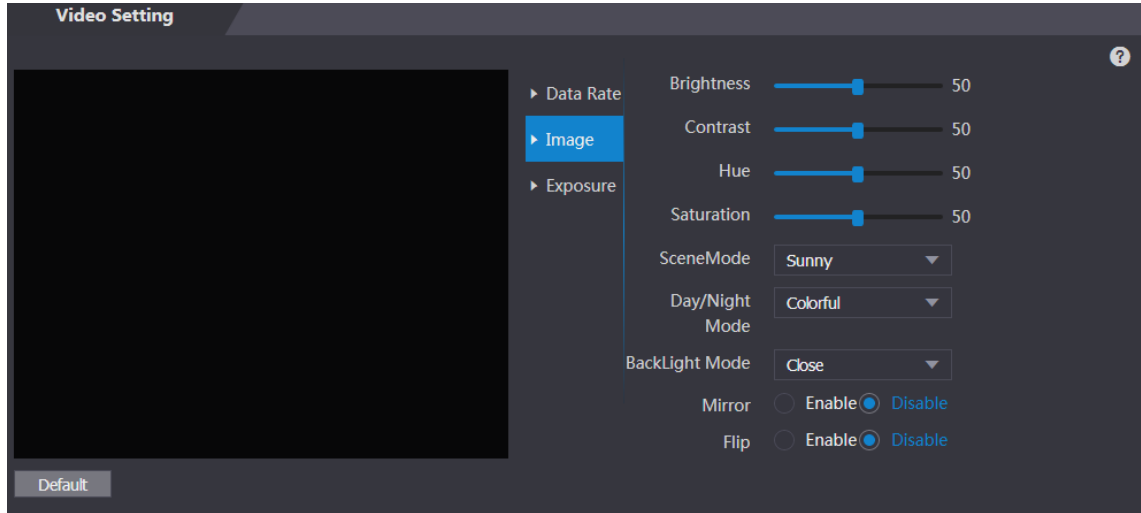 Video Setting
?
Data Rate
Image
Exposure
Brightness 50
Contrast 50
Hue 50
Saturation 50
SceneMode Sunny
Day/Night Mode Colorful
BackLight Mode Close
Mirror Enable Disable
Flip Enable Disable
Default